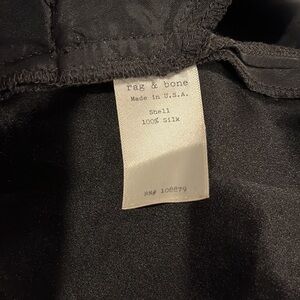 rag & bone
Made in U.S.A.
Shell
100% Silk
RN# 108879